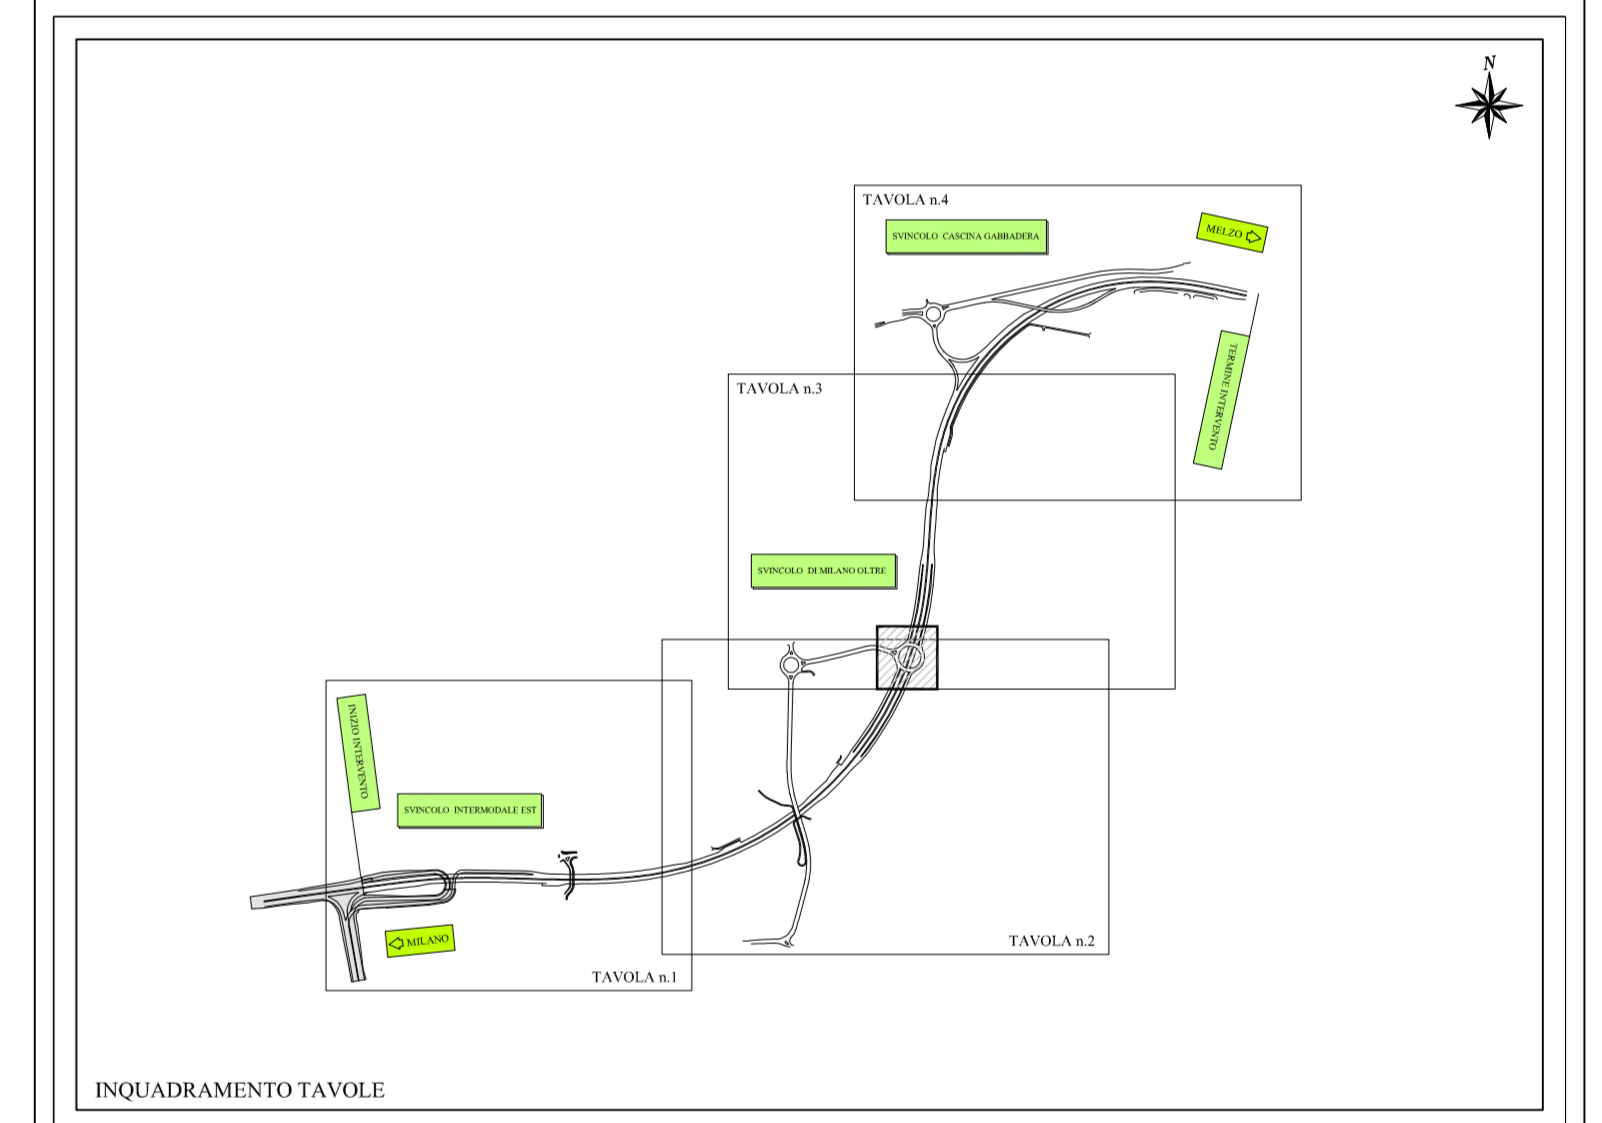 N
TAVOLA n.4
SVINCOLO CASCINA GABBADERA
MELZO
TERMINE INTERVENTO
TAVOLA n.3
SVINCOLO DI MILANO OLTRE
INIZIO INTERVENTO
SVINCOLO INTERMODALE EST
MILANO
TAVOLA n.2
TAVOLA n.1
INQUADRAMENTO TAVOLE